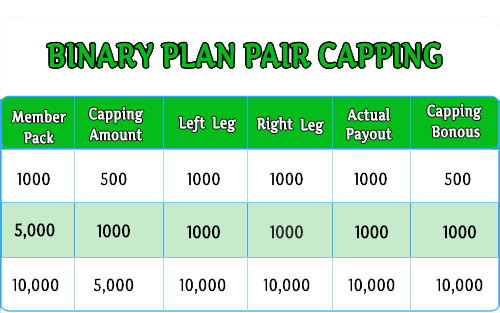 BINARY PLAN PAIR CAPPING
Member Pack Capping Amount Left Leg Right Leg Actual Payout Capping Bonous
1000 500 1000 1000 1000 500
5,000 1000 1000 1000 1000 1000
10,000 5,000 10,000 10,000 10,000 10,000